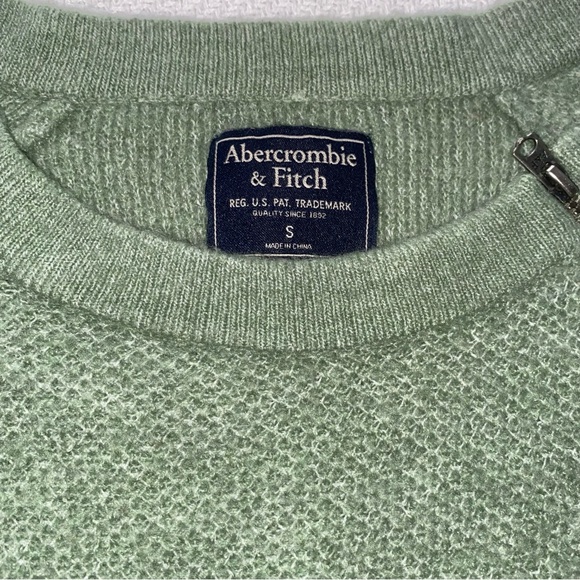 Abercrombie
& Fitch
REG. U.S. PAT. TRADEMARK
QUALITY SINCE 1892
S
MADE IN CHINA